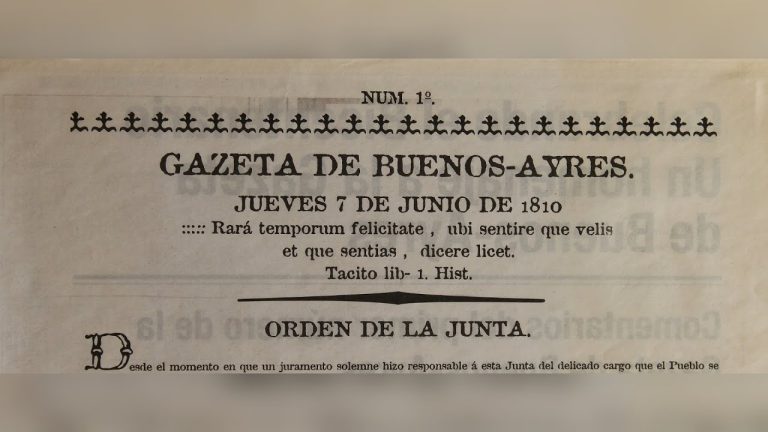 NUM. 1º.
GAZETA DE BUENOS-AYRES.
JUEVES 7 DE JUNIO DE 1810
::::: Rará temporum felicitate , ubi sentire que velis
et que sentias , dicere licet.
Tacito lib- 1. Hist.
ORDEN DE LA JUNTA.
Desde el momento en que un juramento solemne hizo responsable á esta Junta del delicado cargo que el Pueblo se